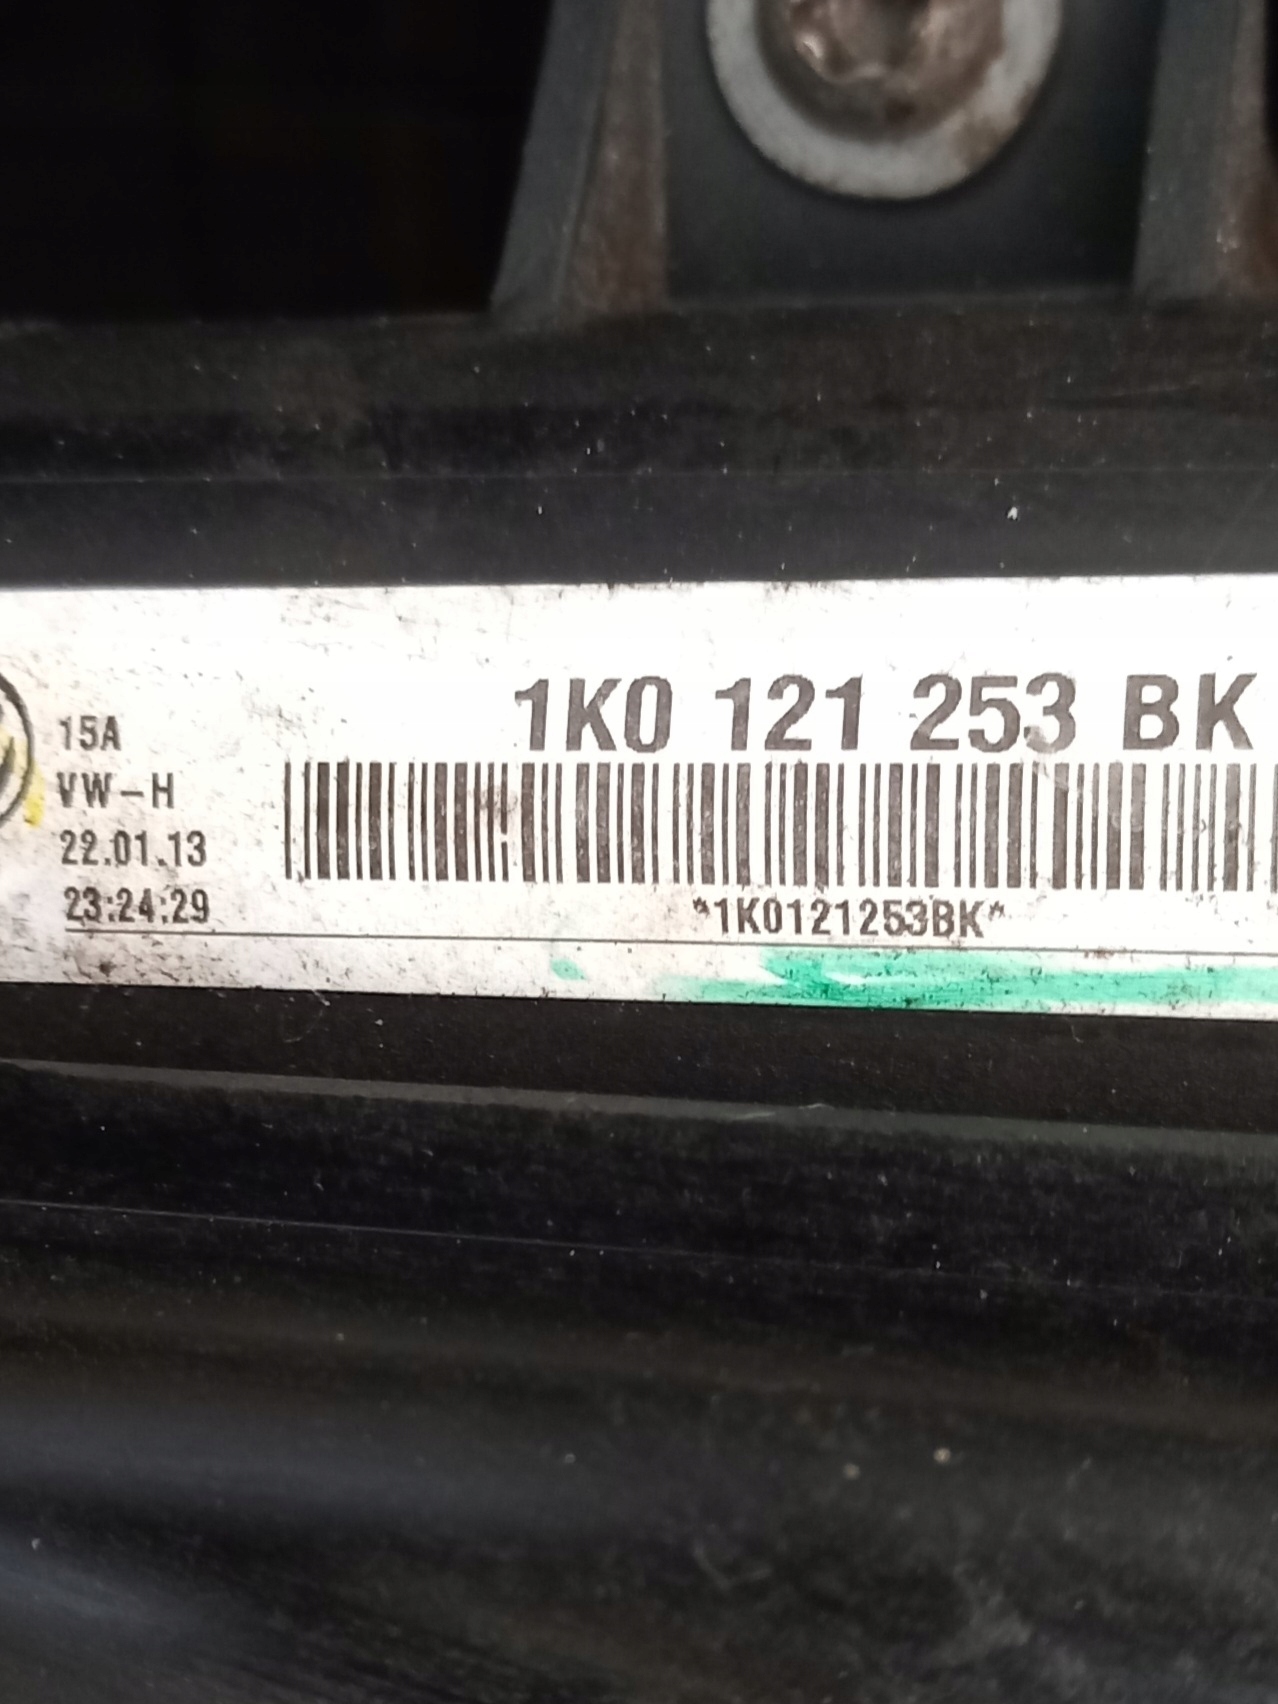 1K0 121 253 BK
15A
VW-H
22.01.13
23:24:29
*1K0121253BK*